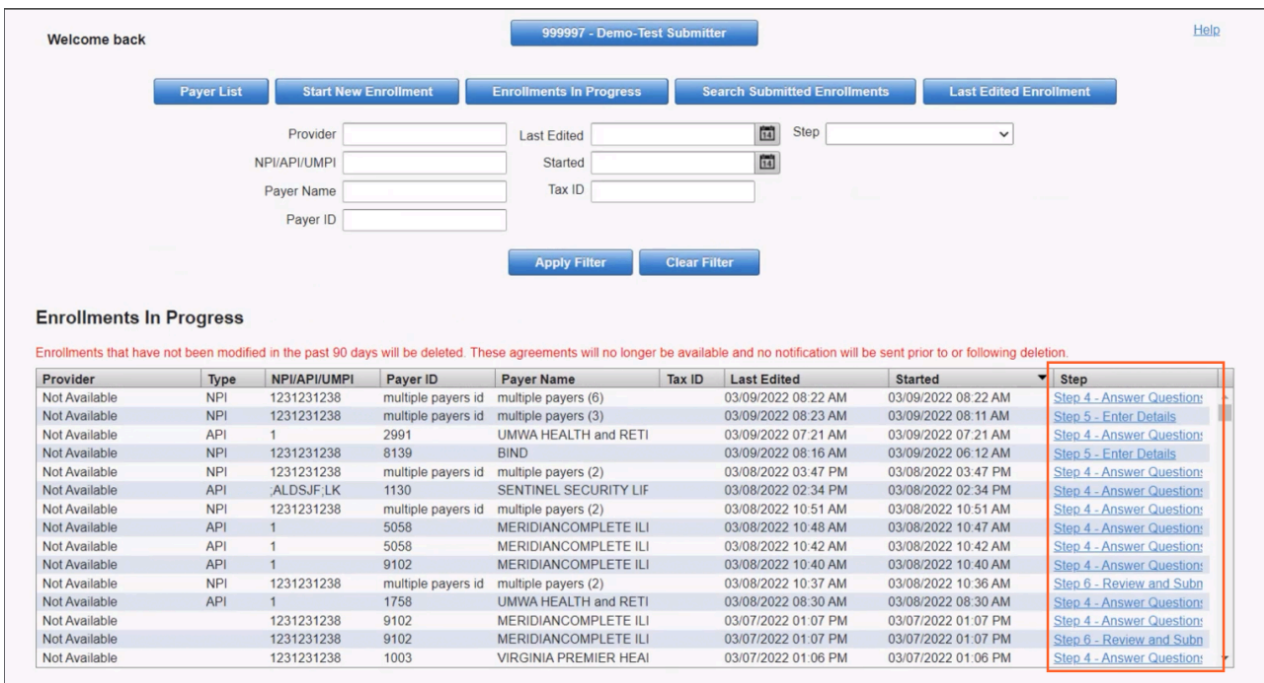 Welcome back 999997 - Demo-Test Submitter Help
Payer List Start New Enrollment Enrollments In Progress Search Submitted Enrollments Last Edited Enrollment
Provider Last Edited 14 Step
NPI/API/UMPI Started 14
Payer Name Tax ID
Payer ID
Apply Filter Clear Filter
Enrollments In Progress
Enrollments that have not been modified in the past 90 days will be deleted. These agreements will no longer be available and no notification will be sent prior to or following deletion.
Provider Type NPI/API/UMPI Payer ID Payer Name Tax ID Last Edited Started Step
Not Available NPI 1231231238 multiple payers id multiple payers (6) 03/09/2022 08:22 AM 03/09/2022 08:22 AM Step 4 - Answer Questions
Not Available NPI 1231231238 multiple payers id multiple payers (3) 03/09/2022 08:23 AM 03/09/2022 08:11 AM Step 5 - Enter Details
Not Available API 1 2991 UMWA HEALTH and RETI 03/09/2022 07:21 AM 03/09/2022 07:21 AM Step 4 - Answer Questions
Not Available NPI 1231231238 8139 BIND 03/09/2022 08:16 AM 03/09/2022 06:12 AM Step 5 - Enter Details
Not Available NPI 1231231238 multiple payers id multiple payers (2) 03/08/2022 03:47 PM 03/08/2022 03:47 PM Step 4 - Answer Questions
Not Available API ;ALDSJF;LK 1130 SENTINEL SECURITY LIF 03/08/2022 02:34 PM 03/08/2022 02:34 PM Step 4 - Answer Questions
Not Available NPI 1231231238 multiple payers id multiple payers (2) 03/08/2022 10:51 AM 03/08/2022 10:51 AM Step 4 - Answer Questions
Not Available API 1 5058 MERIDIANCOMPLETE ILI 03/08/2022 10:48 AM 03/08/2022 10:47 AM Step 4 - Answer Questions
Not Available API 1 5058 MERIDIANCOMPLETE ILI 03/08/2022 10:42 AM 03/08/2022 10:42 AM Step 4 - Answer Questions
Not Available API 1 9102 MERIDIANCOMPLETE ILI 03/08/2022 10:40 AM 03/08/2022 10:40 AM Step 4 - Answer Questions
Not Available NPI 1231231238 multiple payers id multiple payers (2) 03/08/2022 10:37 AM 03/08/2022 10:36 AM Step 6 - Review and Subn
Not Available API 1 1758 UMWA HEALTH and RETI 03/08/2022 08:30 AM 03/08/2022 08:30 AM Step 4 - Answer Questions
Not Available 1231231238 9102 MERIDIANCOMPLETE ILI 03/07/2022 01:07 PM 03/07/2022 01:07 PM Step 4 - Answer Questions
Not Available 1231231238 9102 MERIDIANCOMPLETE ILI 03/07/2022 01:07 PM 03/07/2022 01:07 PM Step 6 - Review and Subn
Not Available 1231231238 1003 VIRGINIA PREMIER HEAI 03/07/2022 01:06 PM 03/07/2022 01:06 PM Step 4 - Answer Questions